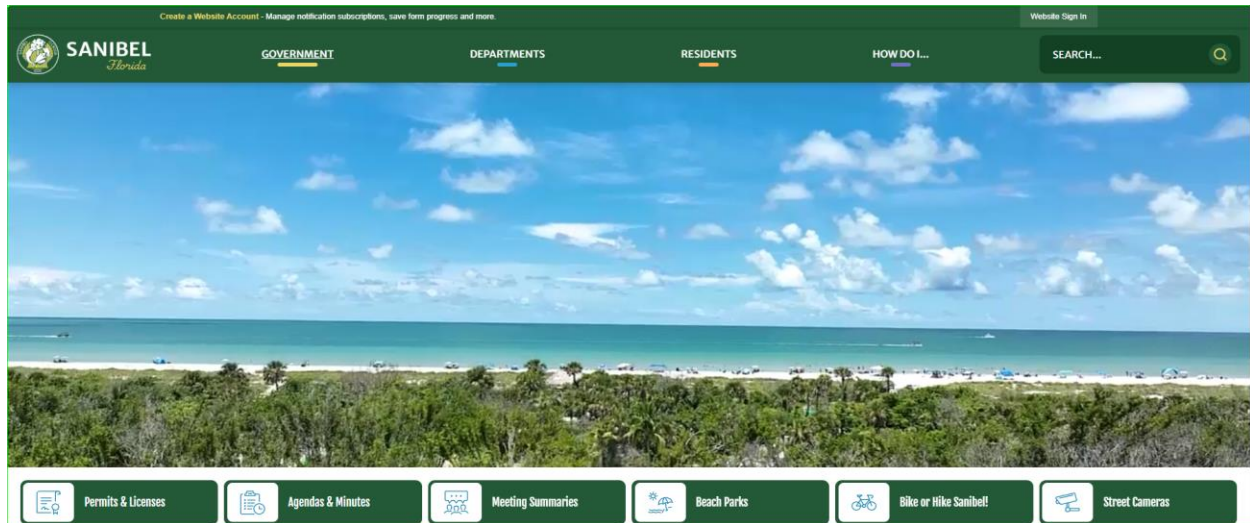 Create a Website Account - Manage notification subscriptions, save form progress and more.
Website Sign In
SANIBEL
Florida
GOVERNMENT
DEPARTMENTS
RESIDENTS
HOW DO I...
SEARCH...
Permits & Licenses
Agendas & Minutes
Meeting Summaries
Beach Parks
Bike or Hike Sanibel!
Street Cameras